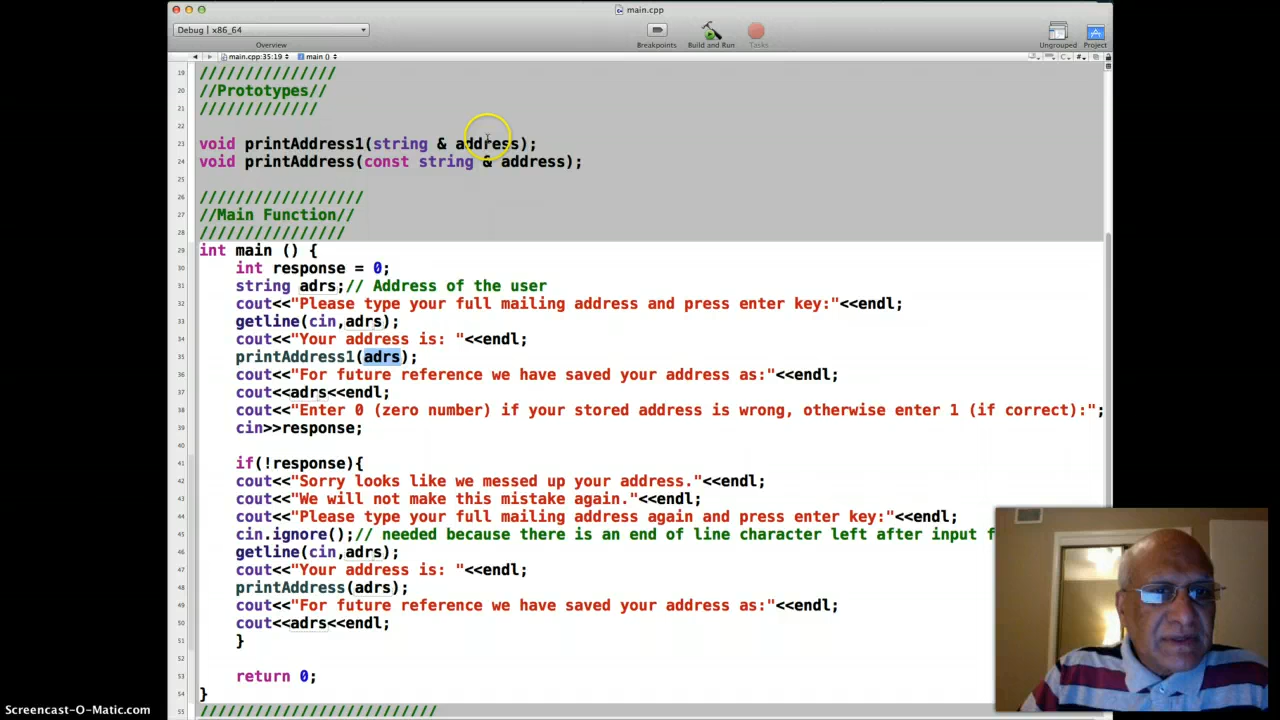 main.cpp
Debug | x86_64
Overview
Breakpoints
Build and Run
Tasks
Ungrouped
Project
main.cpp:35:19
main ()
19 ///////////////
20 //Prototypes//
21 /////////////
22
23 void printAddress1(string & address);
24 void printAddress(const string & address);
25
26 //////////////////
27 //Main Function//
28 ////////////////
29 int main () {
30 int response = 0;
31 string adrs;// Address of the user
32 cout<<"Please type your full mailing address and press enter key:"<<endl;
33 getline(cin,adrs);
34 cout<<"Your address is: "<<endl;
35 printAddress1(adrs);
36 cout<<"For future reference we have saved your address as:"<<endl;
37 cout<<adrs<<endl;
38 cout<<"Enter 0 (zero number) if your stored address is wrong, otherwise enter 1 (if correct):";
39 cin>>response;
40
41 if(!response){
42 cout<<"Sorry looks like we messed up your address."<<endl;
43 cout<<"We will not make this mistake again."<<endl;
44 cout<<"Please type your full mailing address again and press enter key:"<<endl;
45 cin.ignore();// needed because there is an end of line character left after input f
46 getline(cin,adrs);
47 cout<<"Your address is: "<<endl;
48 printAddress(adrs);
49 cout<<"For future reference we have saved your address as:"<<endl;
50 cout<<adrs<<endl;
51 }
52
53 return 0;
54 }
55 //////////////////////////
Screencast-O-Matic.com